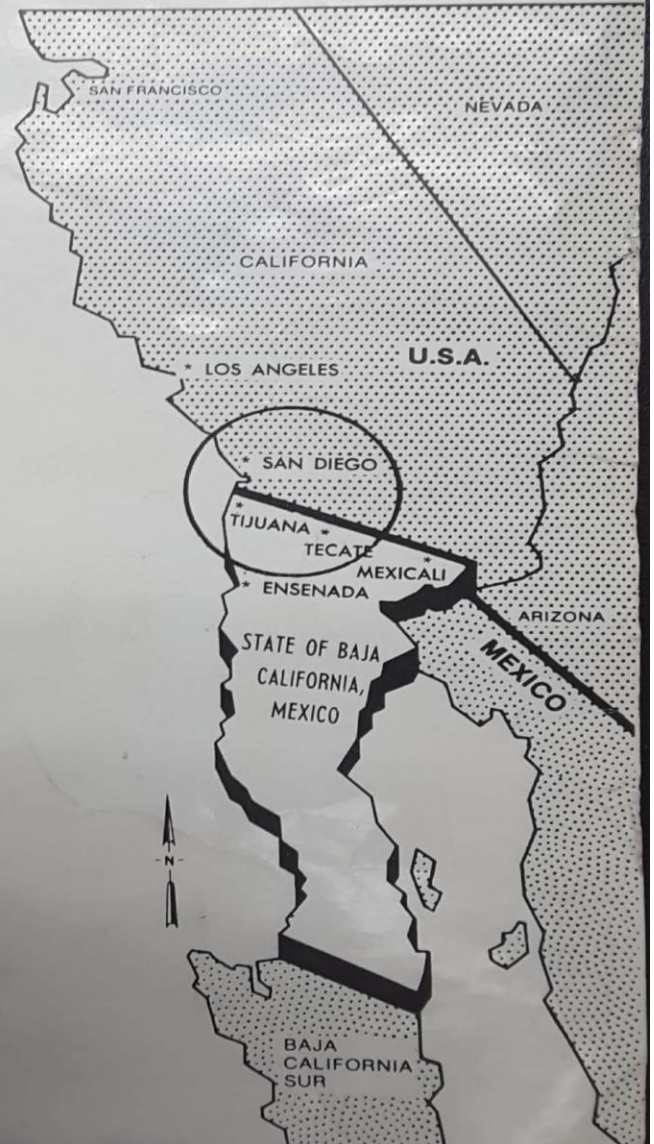 SAN FRANCISCO
NEVADA
CALIFORNIA
U.S.A.
* LOS ANGELES
* SAN DIEGO
*
TIJUANA *
TECATE
*
MEXICALI
* ENSENADA
ARIZONA
MEXICO
STATE OF BAJA
CALIFORNIA,
MEXICO
-N-
BAJA
CALIFORNIA
SUR